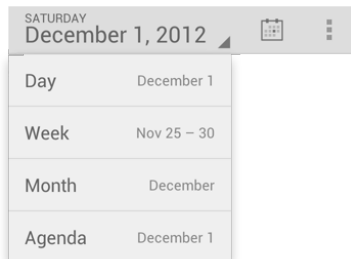 SATURDAY
December 1, 2012
Day December 1
Week Nov 25 – 30
Month December
Agenda December 1